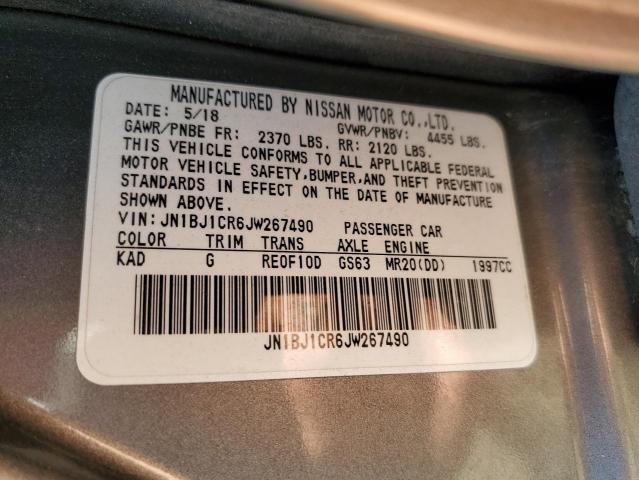 MANUFACTURED BY NISSAN MOTOR CO.,LTD.
DATE: 5/18 GVWR/PNBV: 4455 LBS.
GAWR/PNBE FR: 2370 LBS. RR: 2120 LBS.
THIS VEHICLE CONFORMS TO ALL APPLICABLE FEDERAL
MOTOR VEHICLE SAFETY,BUMPER,AND THEFT PREVENTION
STANDARDS IN EFFECT ON THE DATE OF MANUFACTURE
SHOWN ABOVE.
VIN: JN1BJ1CR6JW267490 PASSENGER CAR
COLOR TRIM TRANS AXLE ENGINE
KAD G RE0F10D GS63 MR20(DD) 1997CC
JN1BJ1CR6JW267490